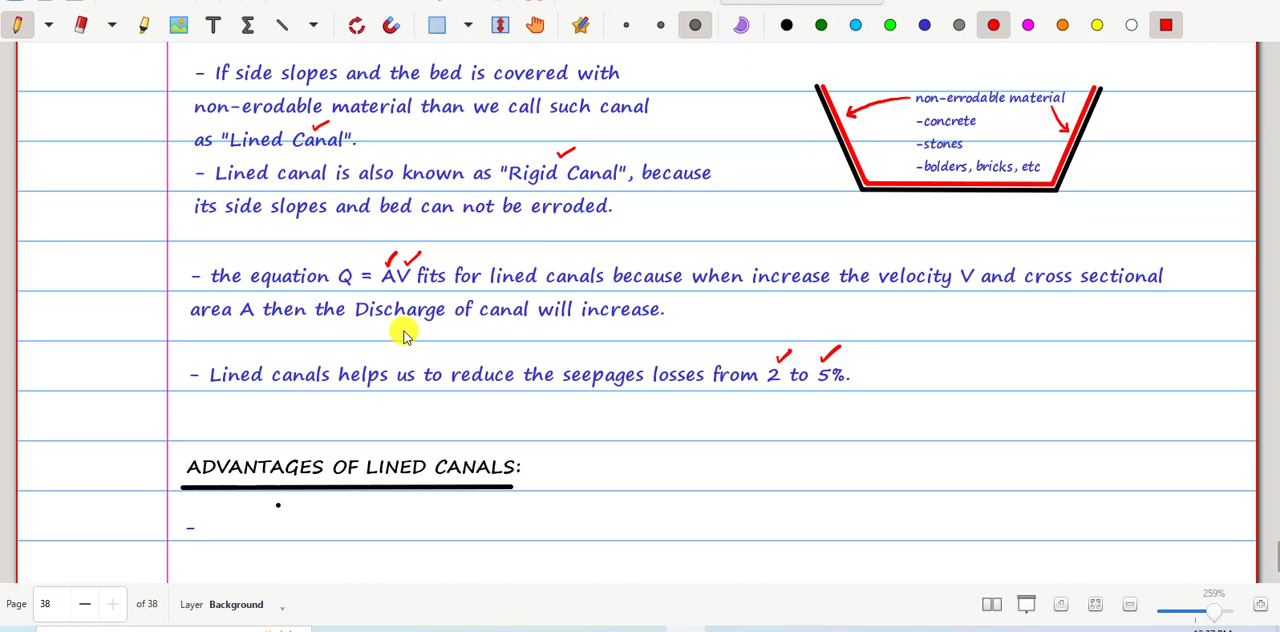 - If side slopes and the bed is covered with
non-erodable material than we call such canal
as "Lined Canal".
- Lined canal is also known as "Rigid Canal", because
its side slopes and bed can not be erroded.
non-errodable material
-concrete
-stones
-bolders, bricks, etc
- the equation Q = AV fits for lined canals because when increase the velocity V and cross sectional
area A then the Discharge of canal will increase.
- Lined canals helps us to reduce the seepages losses from 2 to 5%.
ADVANTAGES OF LINED CANALS:
-
Page 38 of 38 Layer Background 259%